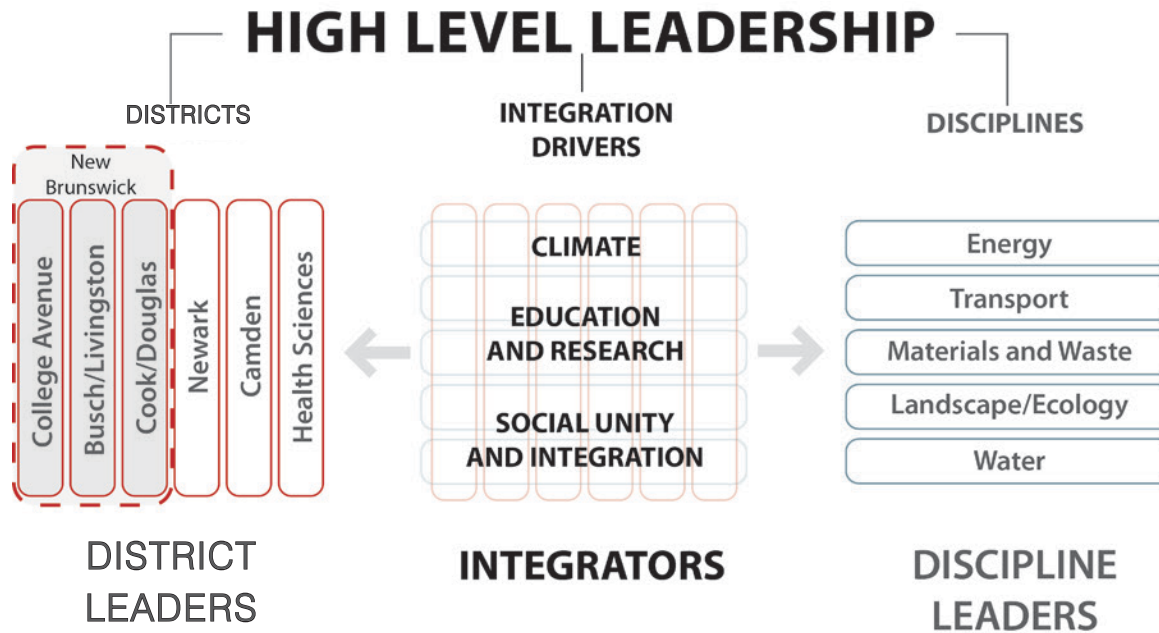 HIGH LEVEL LEADERSHIP
DISTRICTS
New
Brunswick
College Avenue
Busch/Livingston
Cook/Douglas
Newark
Camden
Health Sciences
DISTRICT
LEADERS
INTEGRATION
DRIVERS
CLIMATE
EDUCATION
AND RESEARCH
SOCIAL UNITY
AND INTEGRATION
INTEGRATORS
DISCIPLINES
Energy
Transport
Materials and Waste
Landscape/Ecology
Water
DISCIPLINE
LEADERS